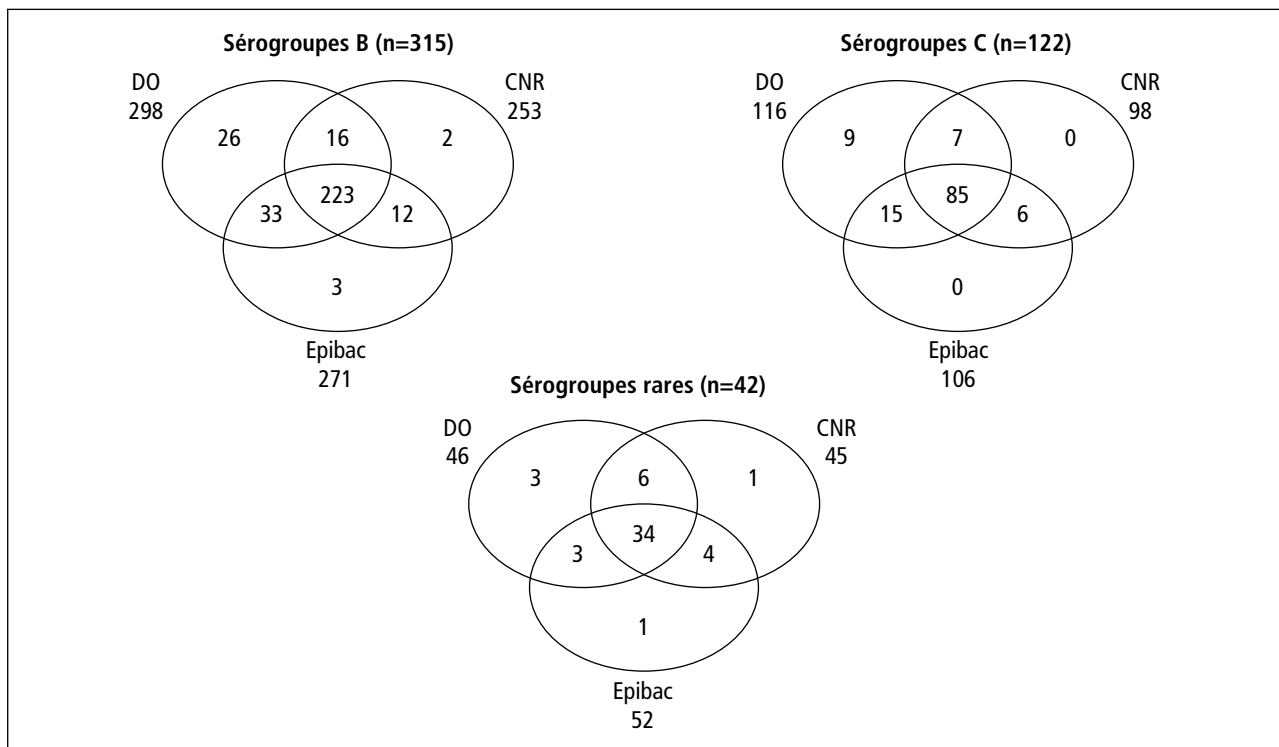 Sérogroupes B (n=315)
DO
298
CNR
253
26
16
2
223
33
12
3
Epibac
271
Sérogroupes C (n=122)
DO
116
CNR
98
9
7
0
85
15
6
0
Epibac
106
Sérogroupes rares (n=42)
DO
46
CNR
45
3
6
1
34
3
4
1
Epibac
52